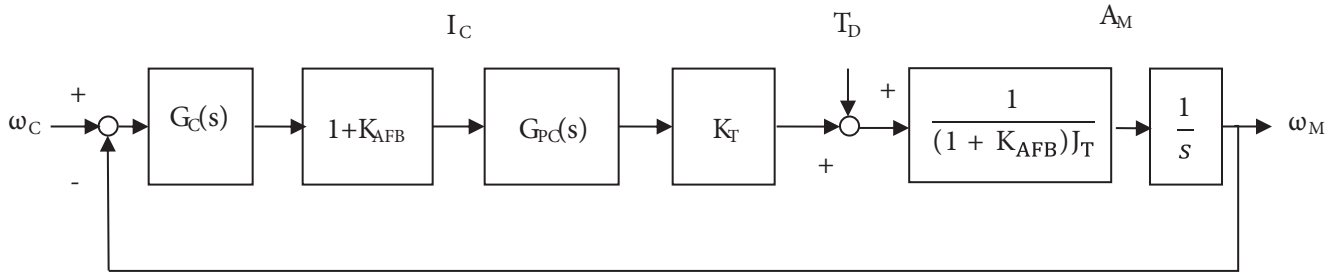 I_C
T_D
A_M
ω_C
+
-
G_C(s)
1+K_AFB
G_PC(s)
K_T
+
+
1
(1 + K_AFB)J_T
1
s
ω_M